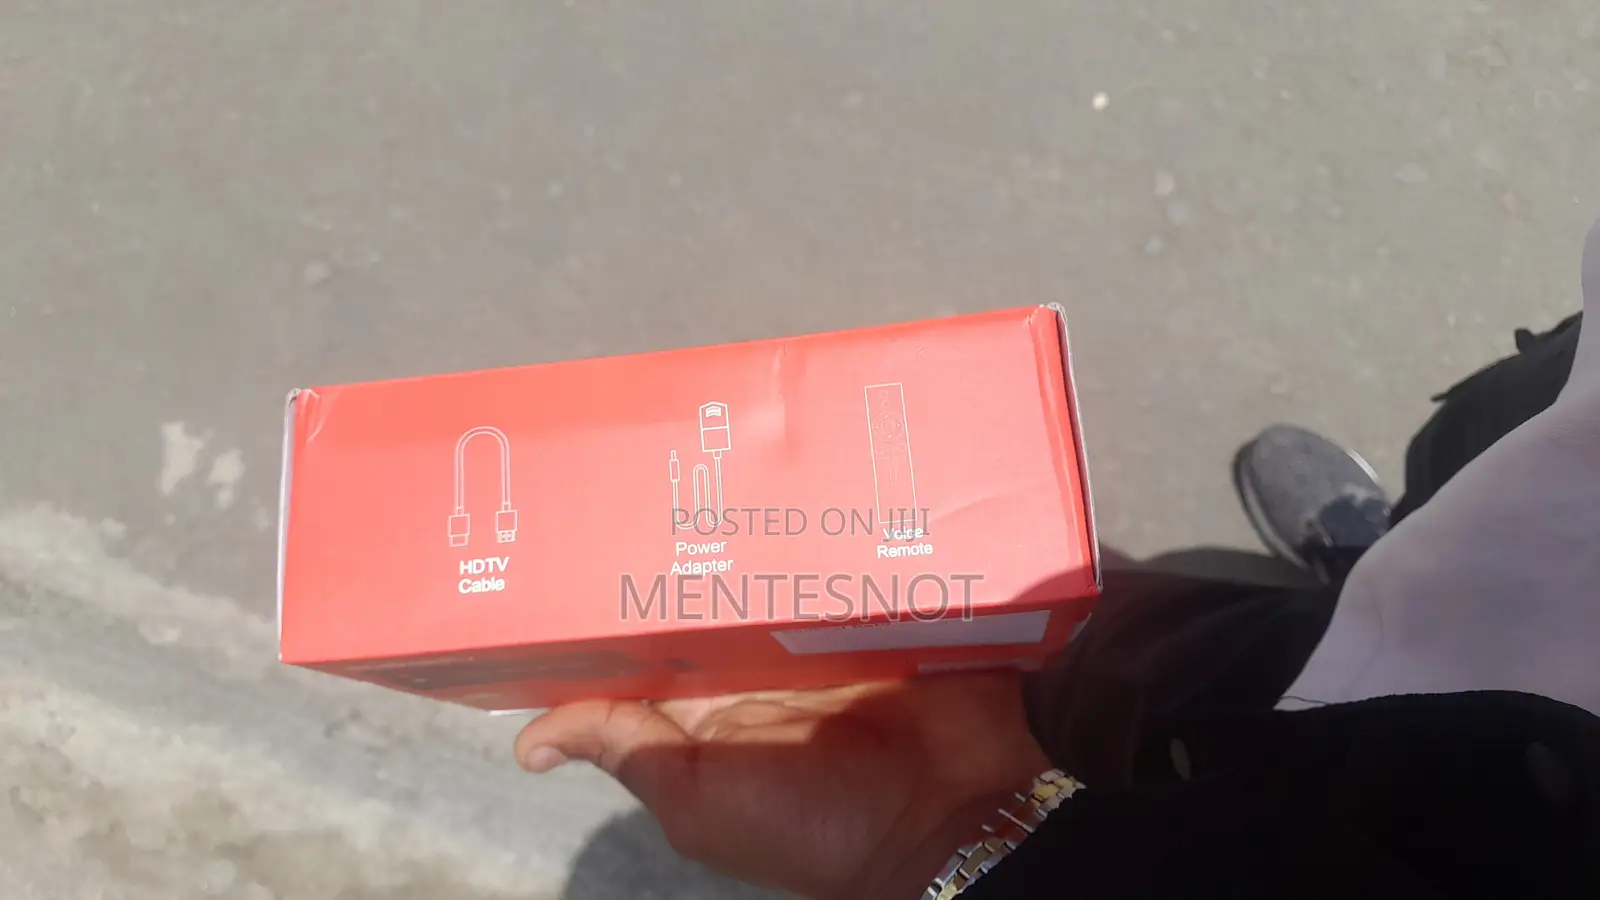 HDTV
Cable
Power
Adapter
Voice
Remote
POSTED ON JIJI
MENTESNOT